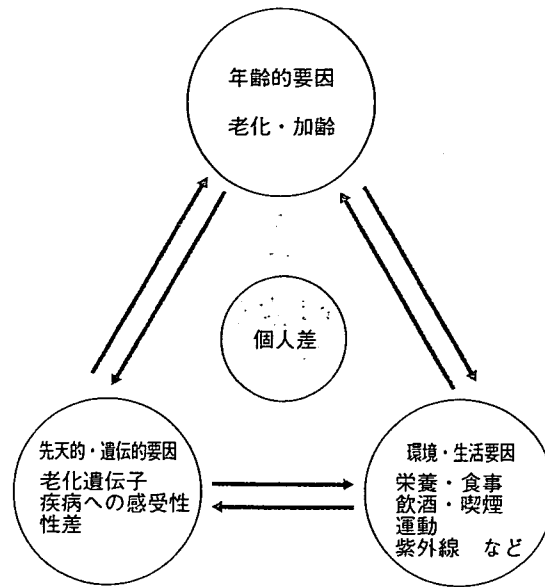 年齢的要因
老化・加齢
個人差
先天的・遺伝的要因
老化遺伝子
疾病への感受性
性差
環境・生活要因
栄養・食事
飲酒・喫煙
運動
紫外線　など